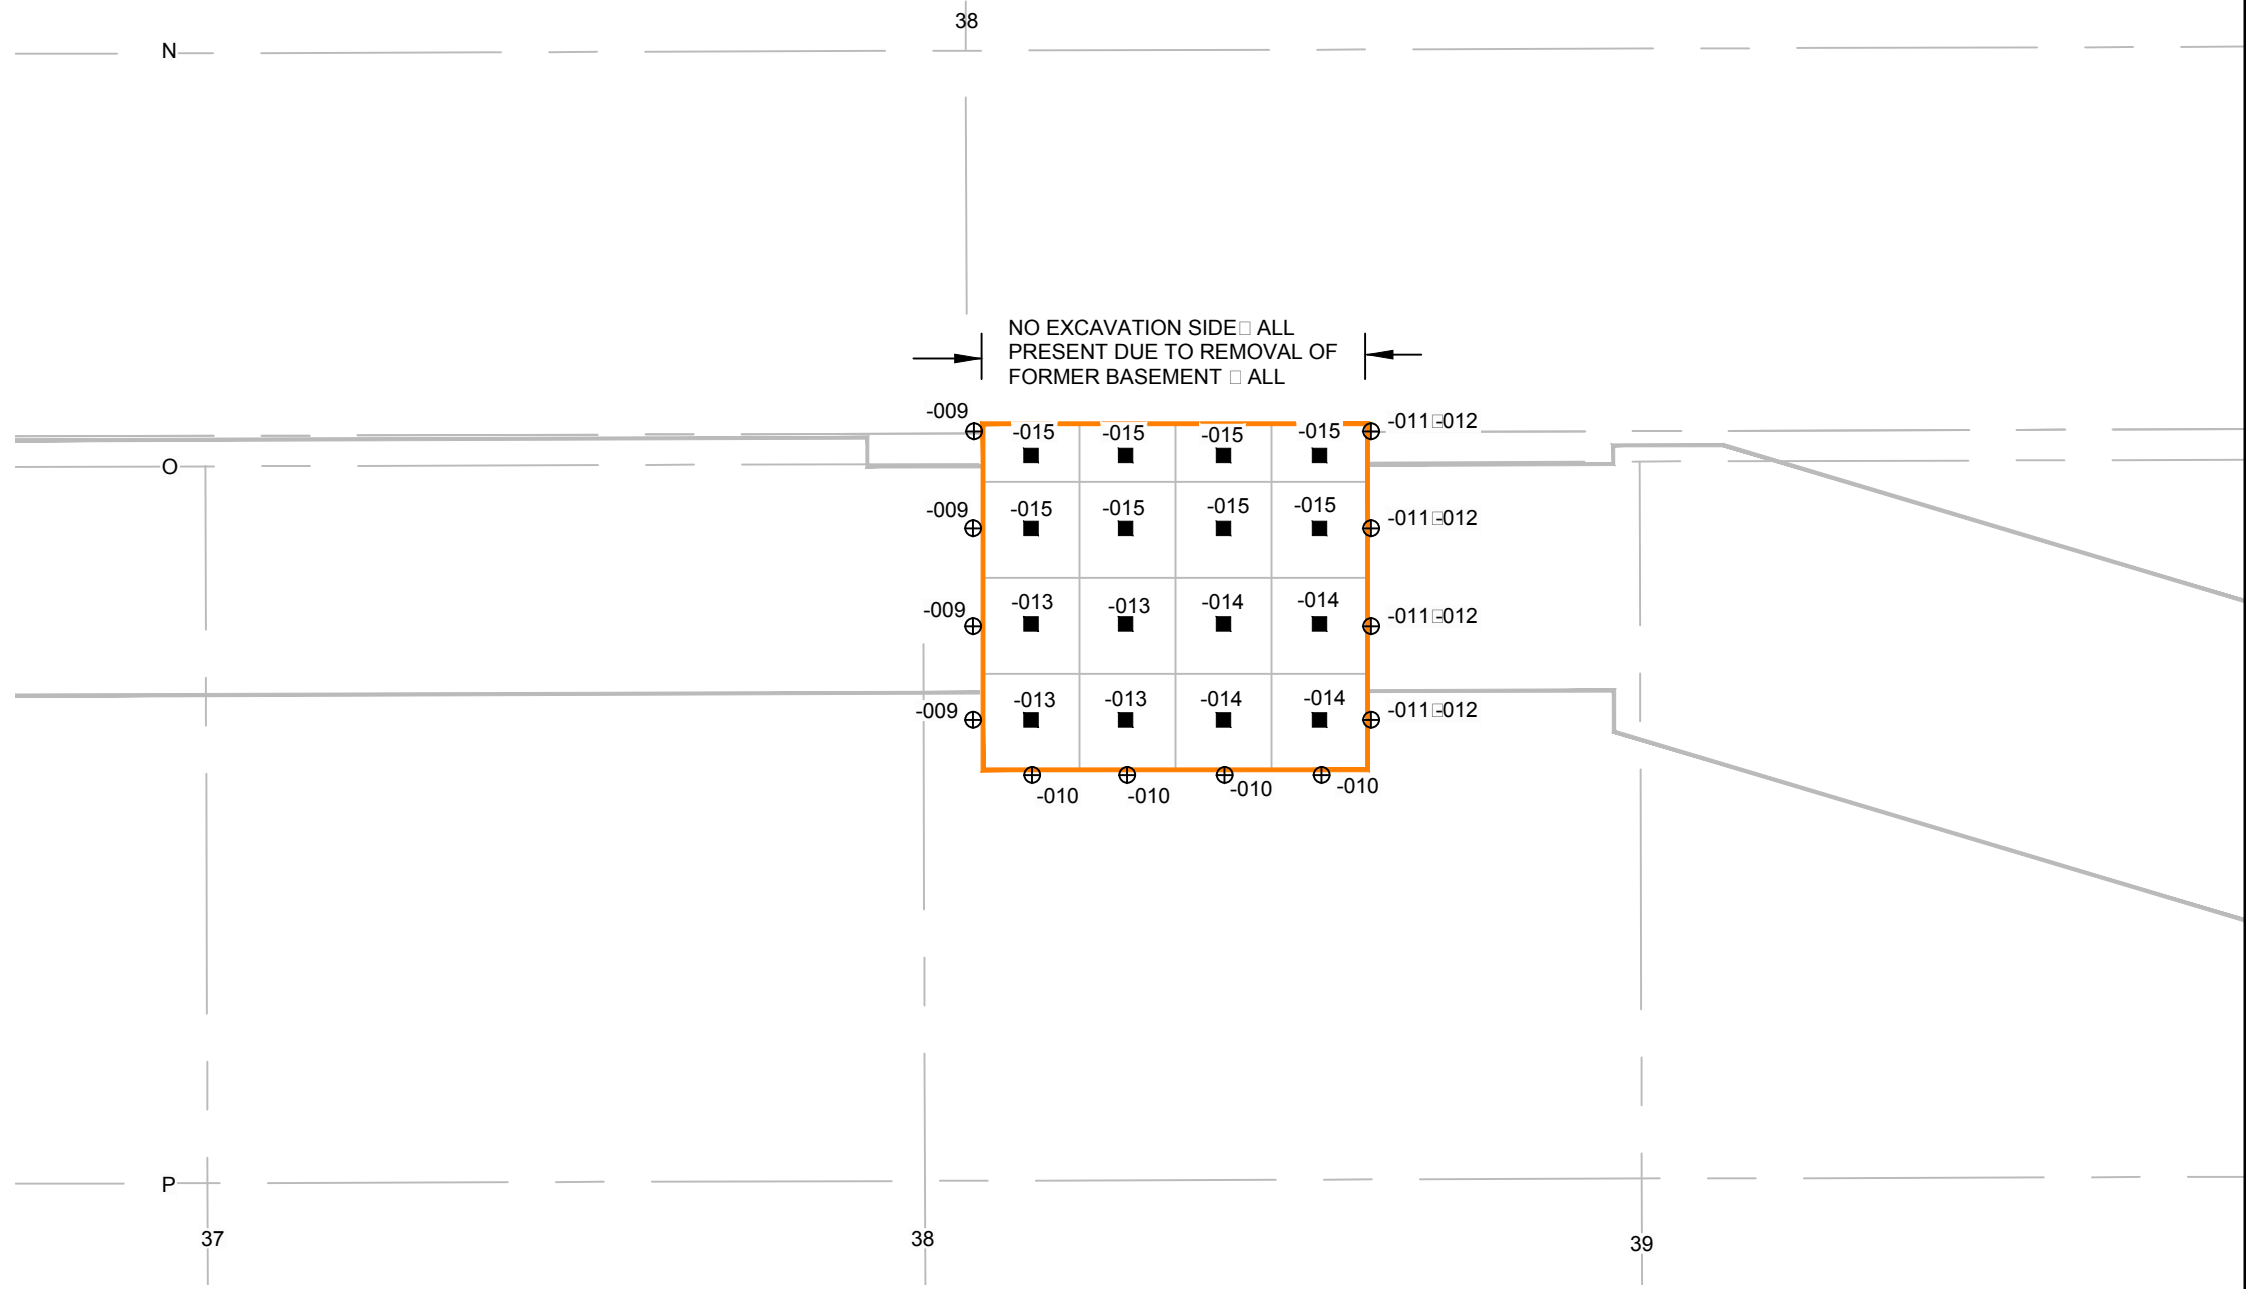 38
N
NO EXCAVATION SIDE□ ALL
PRESENT DUE TO REMOVAL OF
FORMER BASEMENT □ ALL
-009
-015 -015 -015 -015
-011□-012
O
-009
-015 -015 -015 -015
-011□-012
-009
-013 -013 -014 -014
-011□-012
-009
-013 -013 -014 -014
-011□-012
-010 -010 -010 -010
P
37
38
39